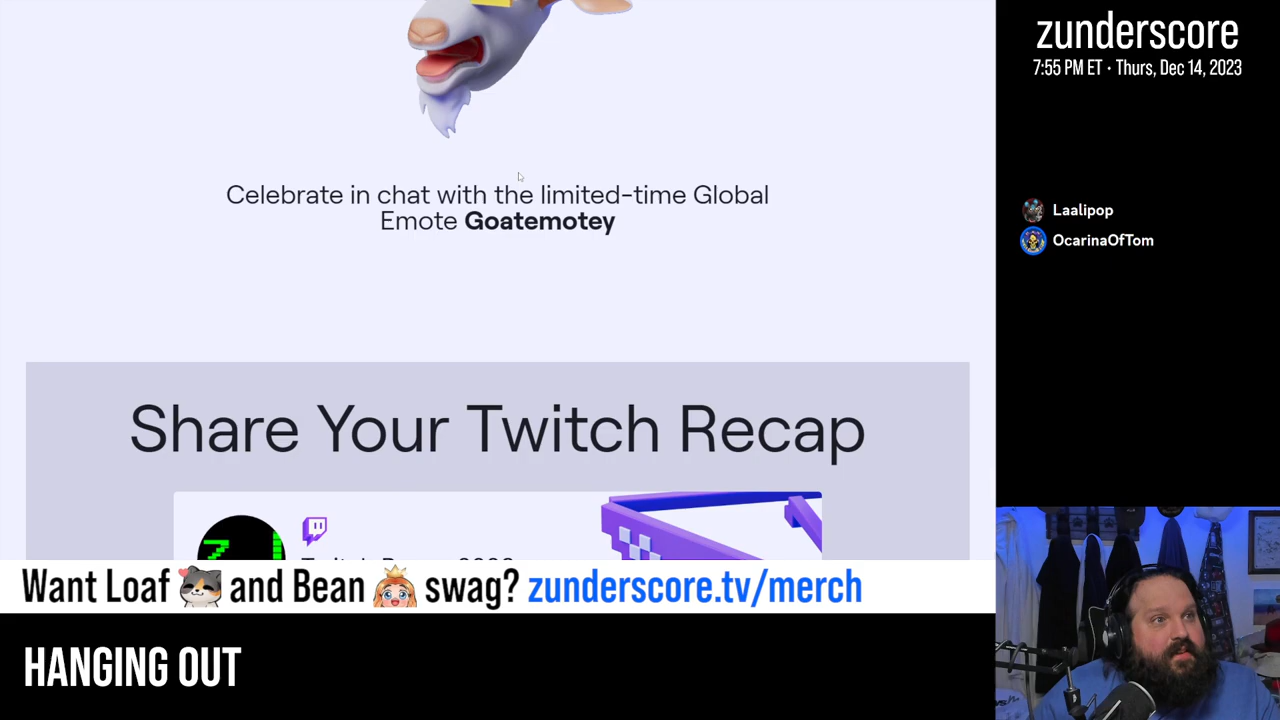 zunderscore
7:55 PM ET • Thurs, Dec 14, 2023
Celebrate in chat with the limited-time Global
Emote Goatemotey
Laalipop
OcarinaOfTom
Share Your Twitch Recap
Want Loaf and Bean swag? zunderscore.tv/merch
HANGING OUT